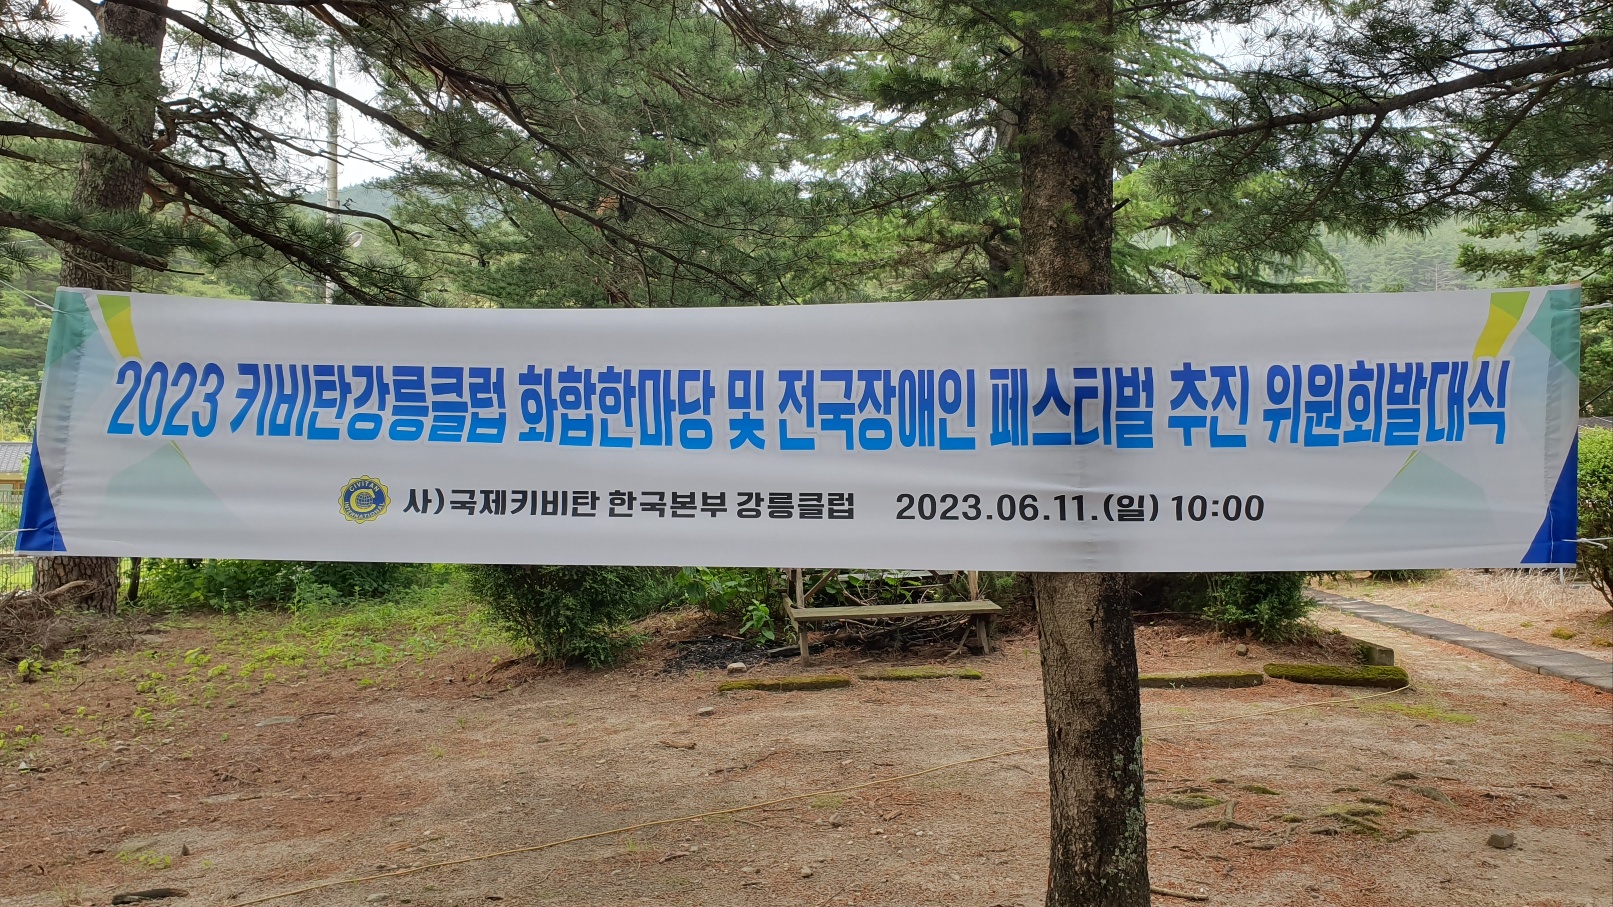 2023 키비탄강릉클럽 화합한마당 및 전국장애인 페스티벌 추진 위원회발대식
CIVITAN INTERNATIONAL 사)국제키비탄 한국본부 강릉클럽 2023.06.11.(일) 10:00